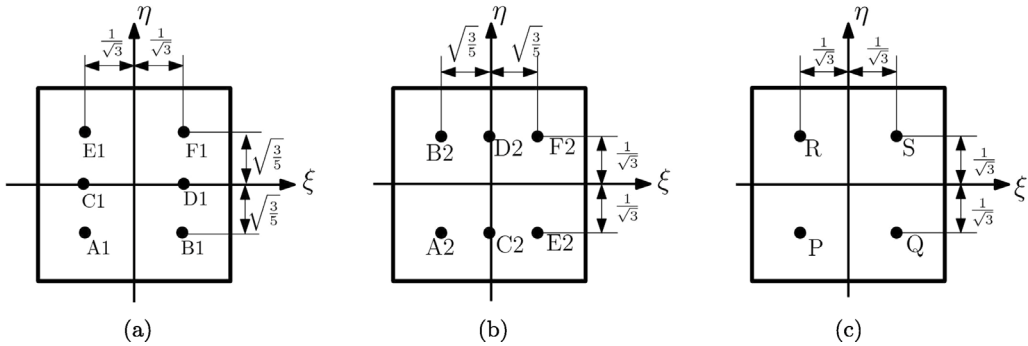 η
1/√3 1/√3
E1 F1
√3/5
ξ
C1 D1
√3/5
A1 B1
(a)
η
√3/5 √3/5
B2 D2 F2
1/√3
ξ
1/√3
A2 C2 E2
(b)
η
1/√3 1/√3
R S
1/√3
ξ
1/√3
P Q
(c)